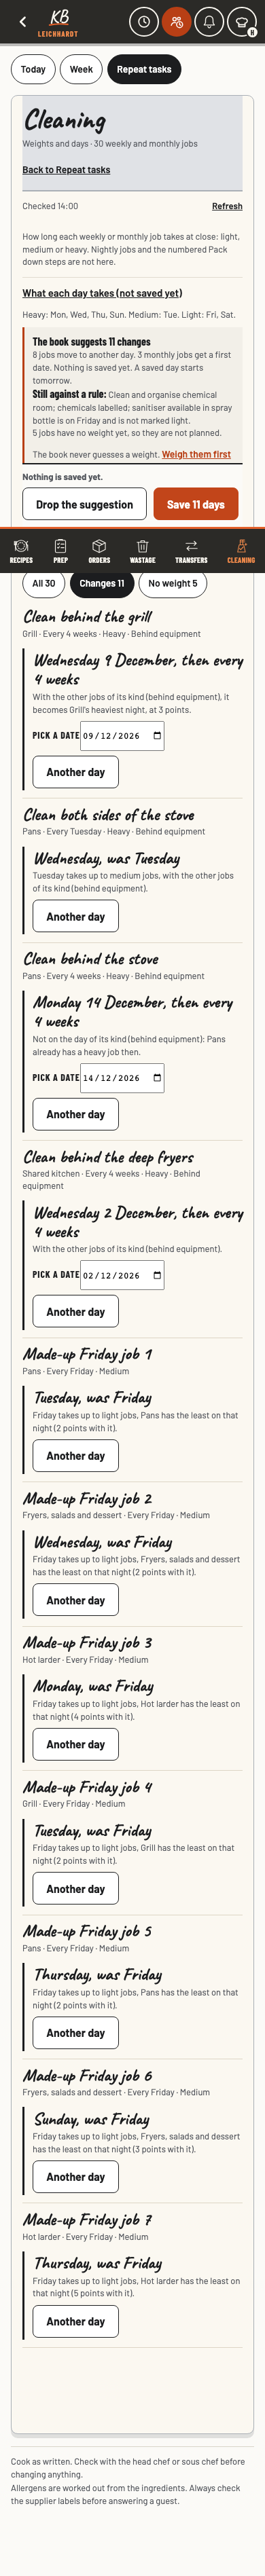 KB
LEICHHARDT
Today
Week
Repeat tasks
Cleaning
Weights and days · 30 weekly and monthly jobs
Back to Repeat tasks
Checked 14:00
Refresh
How long each weekly or monthly job takes at close: light,
medium or heavy. Nightly jobs and the numbered Pack
down steps are not here.
What each day takes (not saved yet)
Heavy: Mon, Wed, Thu, Sun. Medium: Tue. Light: Fri, Sat.
The book suggests 11 changes
8 jobs move to another day. 3 monthly jobs get a first
date. Nothing is saved yet. A saved day starts
tomorrow.
Still against a rule: Clean and organise chemical
room; chemicals labelled; sanitiser available in spray
bottle is on Friday and is not marked light.
5 jobs have no weight yet, so they are not planned.
The book never guesses a weight. Weigh them first
Nothing is saved yet.
Drop the suggestion
Save 11 days
RECIPES
PREP
ORDERS
WASTAGE
TRANSFERS
CLEANING
All 30
Changes 11
No weight 5
Clean behind the grill
Grill · Every 4 weeks · Heavy · Behind equipment
Wednesday 9 December, then every
4 weeks
With the other jobs of its kind (behind equipment), it
becomes Grill's heaviest night, at 3 points.
PICK A DATE 09/12/2026
Another day
Clean both sides of the stove
Pans · Every Tuesday · Heavy · Behind equipment
Wednesday, was Tuesday
Tuesday takes up to medium jobs, with the other jobs
of its kind (behind equipment).
Another day
Clean behind the stove
Pans · Every 4 weeks · Heavy · Behind equipment
Monday 14 December, then every
4 weeks
Not on the day of its kind (behind equipment): Pans
already has a heavy job then.
PICK A DATE 14/12/2026
Another day
Clean behind the deep fryers
Shared kitchen · Every 4 weeks · Heavy · Behind
equipment
Wednesday 2 December, then every
4 weeks
With the other jobs of its kind (behind equipment).
PICK A DATE 02/12/2026
Another day
Made-up Friday job 1
Pans · Every Friday · Medium
Tuesday, was Friday
Friday takes up to light jobs, Pans has the least on that
night (2 points with it).
Another day
Made-up Friday job 2
Fryers, salads and dessert · Every Friday · Medium
Wednesday, was Friday
Friday takes up to light jobs, Fryers, salads and dessert
has the least on that night (2 points with it).
Another day
Made-up Friday job 3
Hot larder · Every Friday · Medium
Monday, was Friday
Friday takes up to light jobs, Hot larder has the least on
that night (4 points with it).
Another day
Made-up Friday job 4
Grill · Every Friday · Medium
Tuesday, was Friday
Friday takes up to light jobs, Grill has the least on that
night (2 points with it).
Another day
Made-up Friday job 5
Pans · Every Friday · Medium
Thursday, was Friday
Friday takes up to light jobs, Pans has the least on that
night (2 points with it).
Another day
Made-up Friday job 6
Fryers, salads and dessert · Every Friday · Medium
Sunday, was Friday
Friday takes up to light jobs, Fryers, salads and dessert
has the least on that night (3 points with it).
Another day
Made-up Friday job 7
Hot larder · Every Friday · Medium
Thursday, was Friday
Friday takes up to light jobs, Hot larder has the least on
that night (5 points with it).
Another day
Cook as written. Check with the head chef or sous chef before
changing anything.
Allergens are worked out from the ingredients. Always check
the supplier labels before answering a guest.